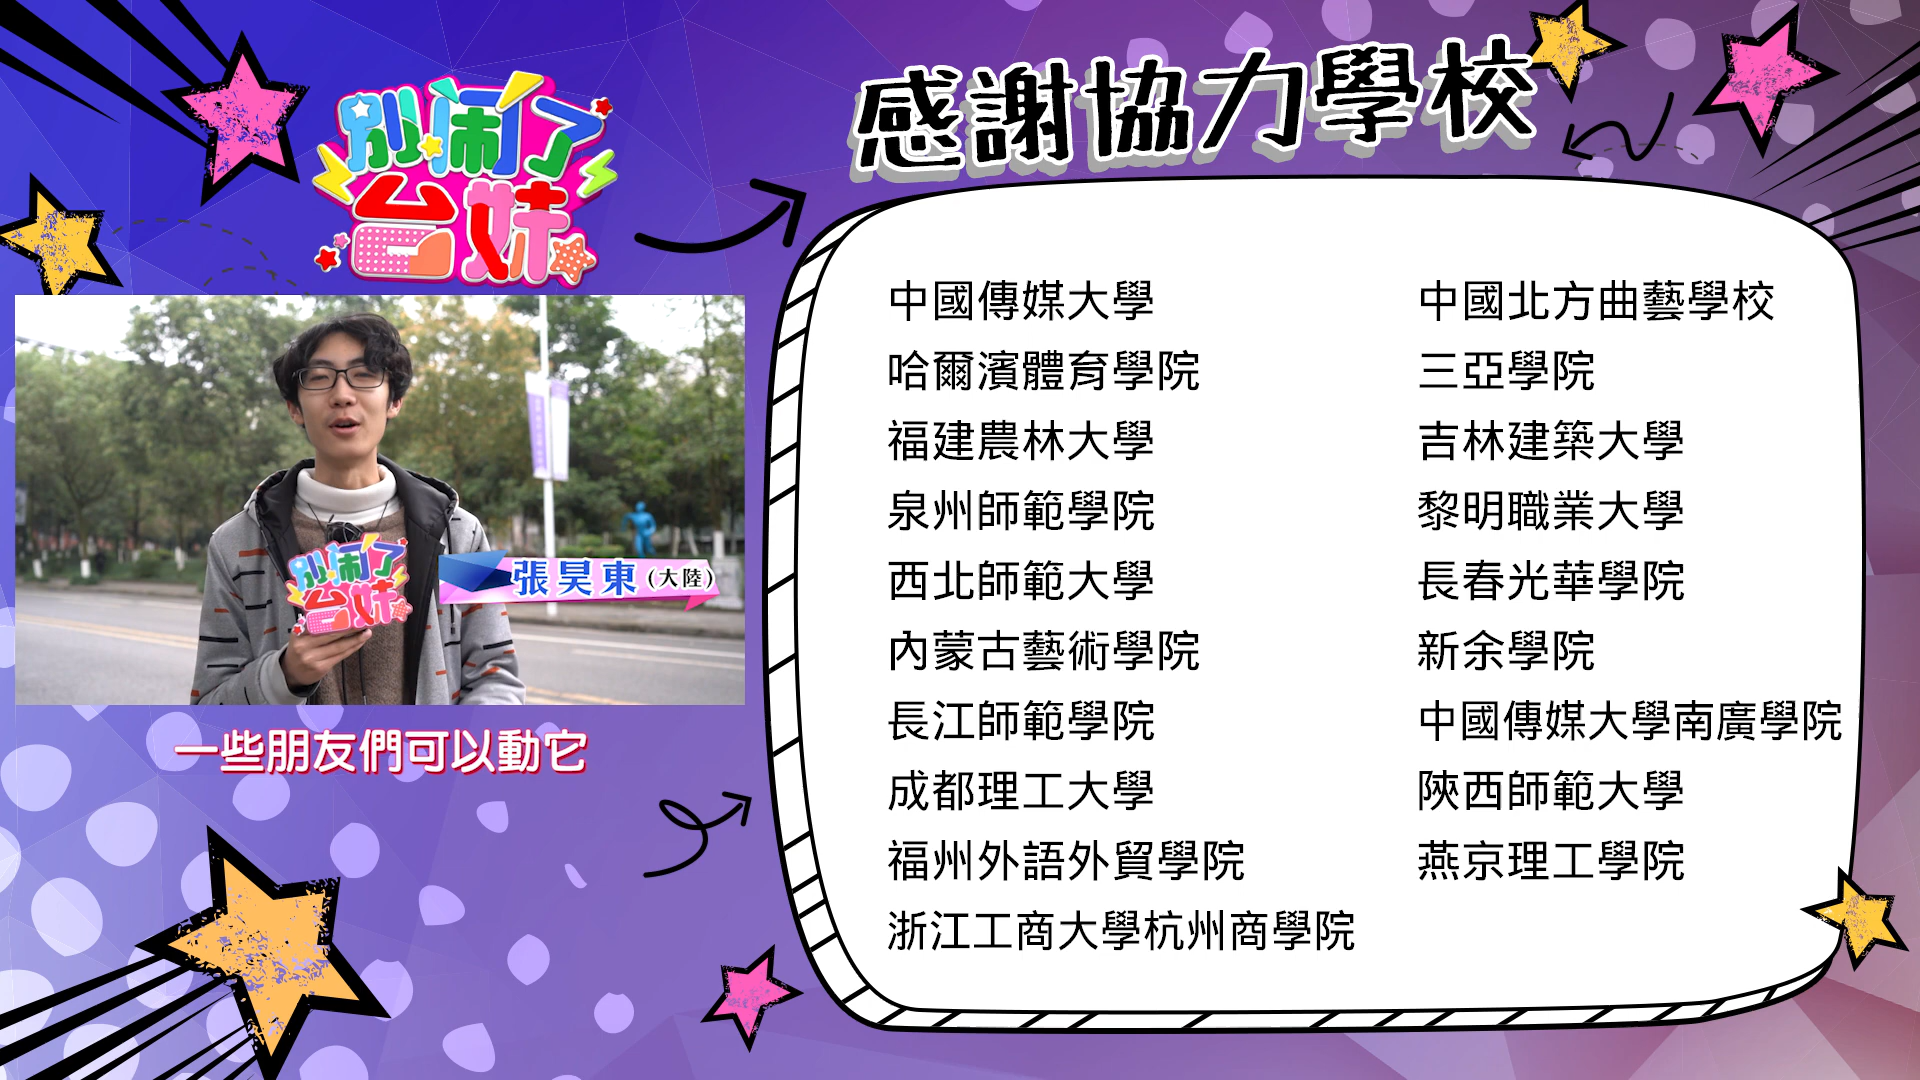 別闹了
台妹
感謝協力學校
中國傳媒大學
哈爾濱體育學院
福建農林大學
泉州師範學院
西北師範大學
內蒙古藝術學院
長江師範學院
成都理工大學
福州外語外貿學院
浙江工商大學杭州商學院
中國北方曲藝學校
三亞學院
吉林建築大學
黎明職業大學
長春光華學院
新余學院
中國傳媒大學南廣學院
陝西師範大學
燕京理工學院
別闹了
台妹
張昊東(大陸)
一些朋友們可以動它